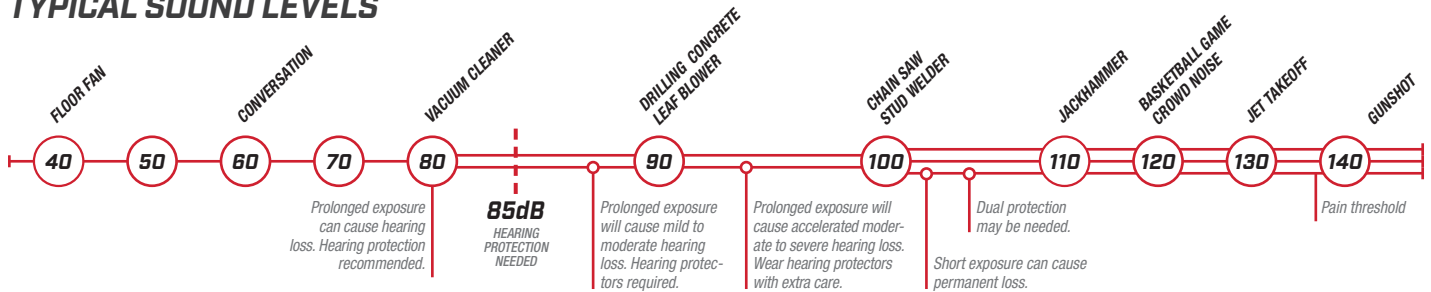 TYPICAL SOUND LEVELS
FLOOR FAN
CONVERSATION
VACUUM CLEANER
DRILLING CONCRETE
LEAF BLOWER
CHAIN SAW
STUD WELDER
JACKHAMMER
BASKETBALL GAME
CROWD NOISE
JET TAKEOFF
GUNSHOT
40
50
60
70
80
90
100
110
120
130
140
Prolonged exposure
can cause hearing
loss. Hearing protection
recommended.
85dB
HEARING
PROTECTION
NEEDED
Prolonged exposure
will cause mild to
moderate hearing
loss. Hearing protec-
tors required.
Prolonged exposure will
cause accelerated moder-
ate to severe hearing loss.
Wear hearing protectors
with extra care.
Dual protection
may be needed.
Short exposure can cause
permanent loss.
Pain threshold